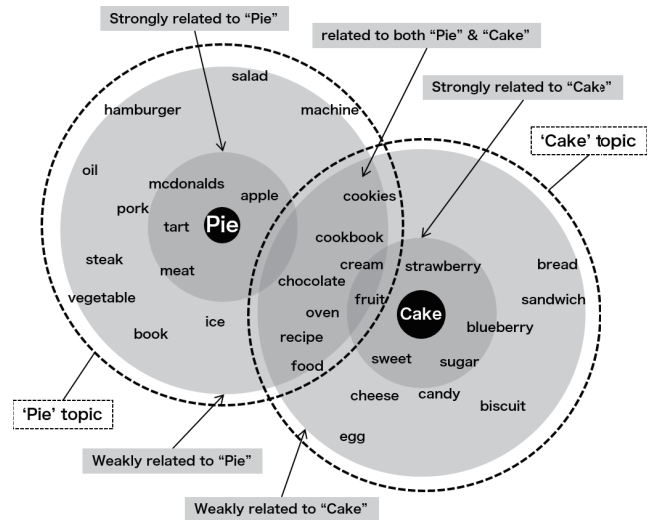 Strongly related to “Pie”
related to both “Pie” & “Cake”
Strongly related to “Cake”
‘Cake’ topic
salad
hamburger
machine
oil
mcdonalds
apple
cookies
pork
tart
Pie
cookbook
steak
meat
cream
strawberry
bread
chocolate
vegetable
fruit
sandwich
book
ice
oven
Cake
blueberry
recipe
food
sweet
sugar
cheese
candy
biscuit
egg
‘Pie’ topic
Weakly related to “Pie”
Weakly related to “Cake”